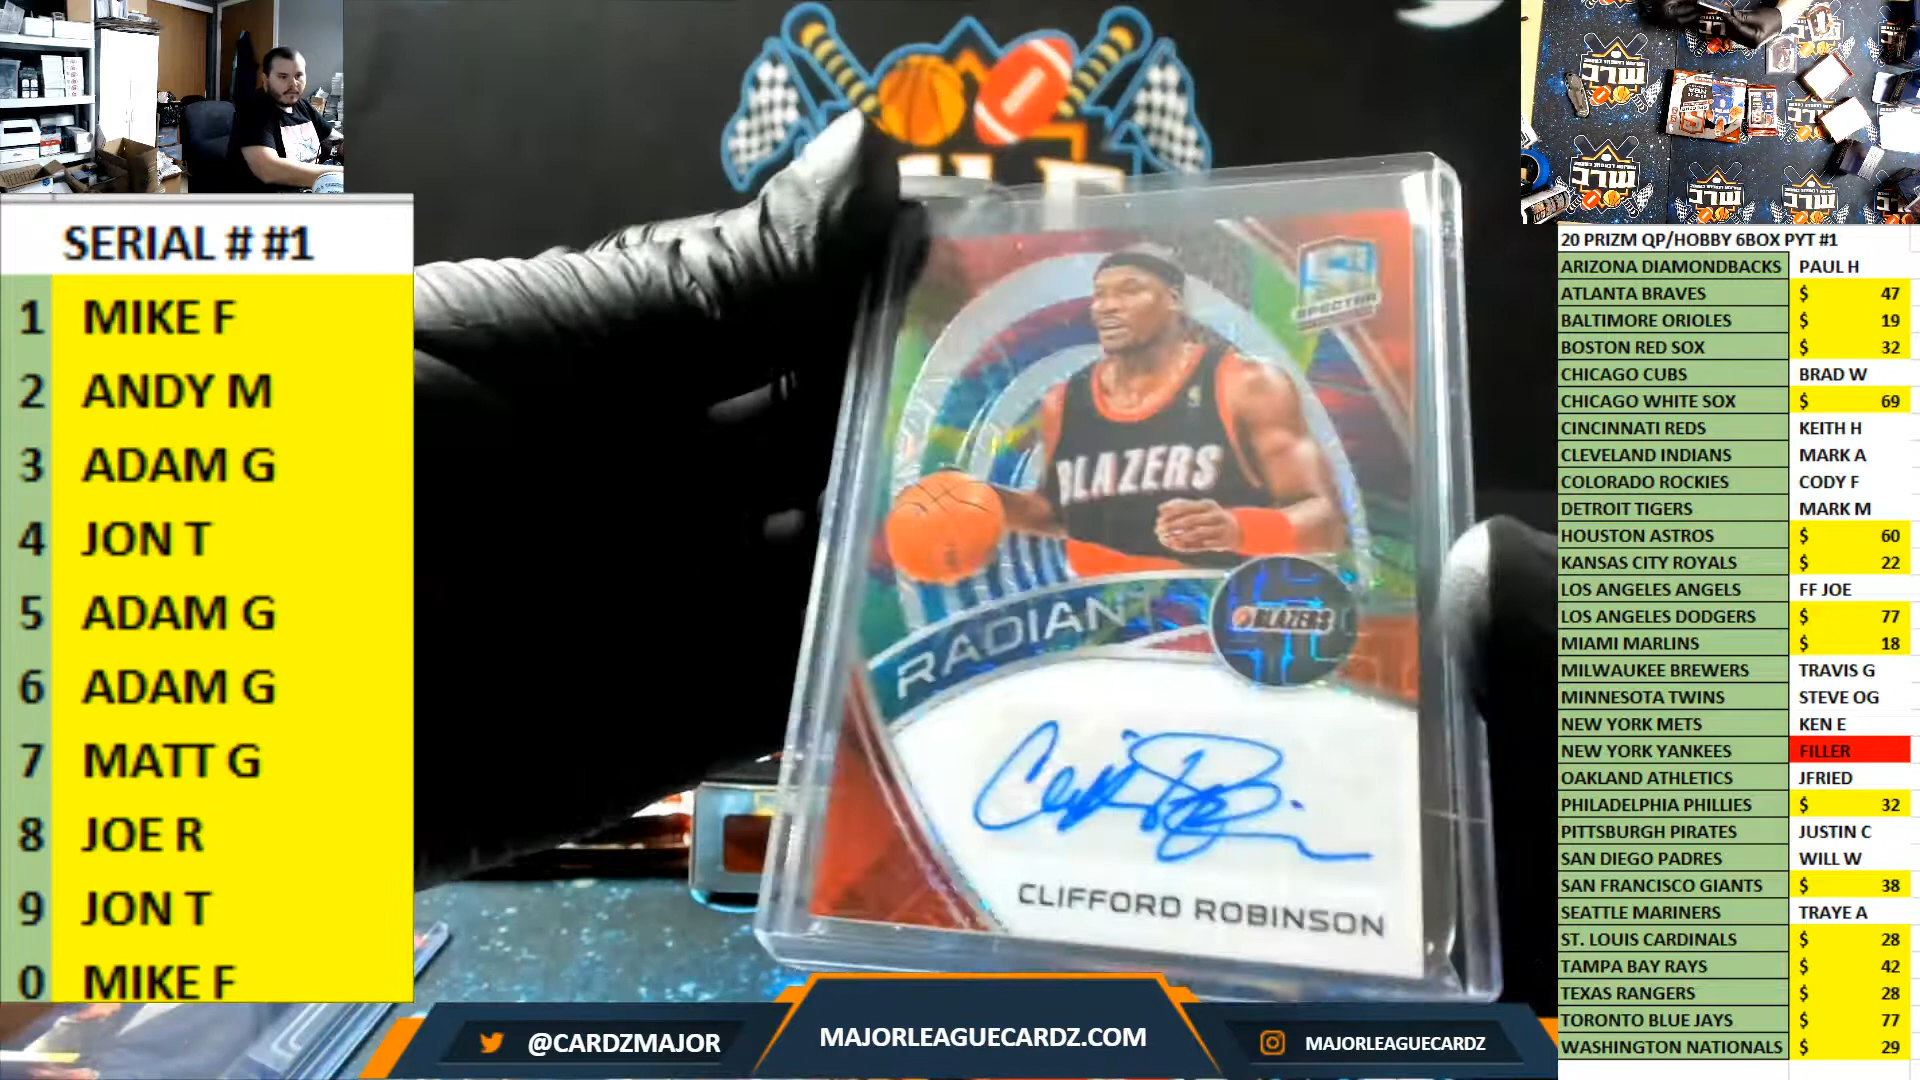 SERIAL # #1
1 MIKE F
2 ANDY M
3 ADAM G
4 JON T
5 ADAM G
6 ADAM G
7 MATT G
8 JOE R
9 JON T
0 MIKE F
SPECTRA
BLAZERS
RADIANT
BLAZERS
CLIFFORD ROBINSON
@CARDZMAJOR
MAJORLEAGUECARDZ.COM
MAJORLEAGUECARDZ
20 PRIZM QP/HOBBY 6BOX PYT #1
ARIZONA DIAMONDBACKS PAUL H
ATLANTA BRAVES $ 47
BALTIMORE ORIOLES $ 19
BOSTON RED SOX $ 32
CHICAGO CUBS BRAD W
CHICAGO WHITE SOX $ 69
CINCINNATI REDS KEITH H
CLEVELAND INDIANS MARK A
COLORADO ROCKIES CODY F
DETROIT TIGERS MARK M
HOUSTON ASTROS $ 60
KANSAS CITY ROYALS $ 22
LOS ANGELES ANGELS FF JOE
LOS ANGELES DODGERS $ 77
MIAMI MARLINS $ 18
MILWAUKEE BREWERS TRAVIS G
MINNESOTA TWINS STEVE OG
NEW YORK METS KEN E
NEW YORK YANKEES FILLER
OAKLAND ATHLETICS JFRIED
PHILADELPHIA PHILLIES $ 32
PITTSBURGH PIRATES JUSTIN C
SAN DIEGO PADRES WILL W
SAN FRANCISCO GIANTS $ 38
SEATTLE MARINERS TRAYE A
ST. LOUIS CARDINALS $ 28
TAMPA BAY RAYS $ 42
TEXAS RANGERS $ 28
TORONTO BLUE JAYS $ 77
WASHINGTON NATIONALS $ 29